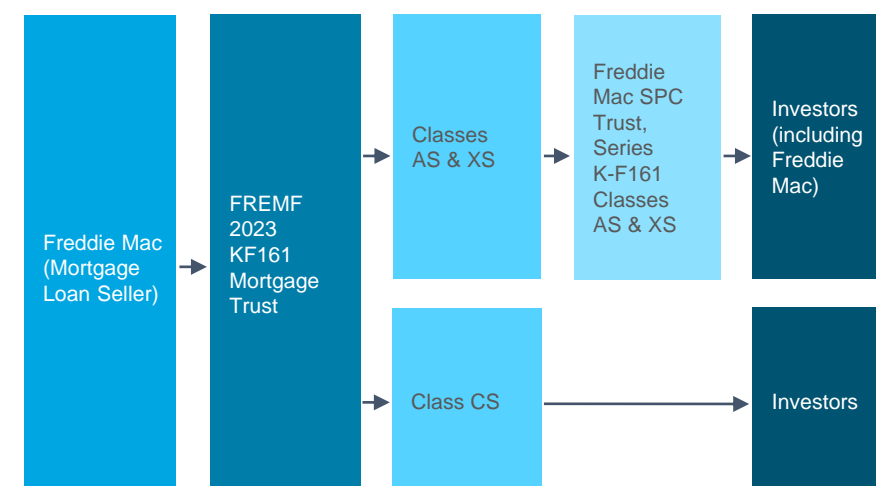 Freddie Mac
(Mortgage
Loan Seller)
FREMF
2023
KF161
Mortgage
Trust
Classes
AS & XS
Freddie
Mac SPC
Trust,
Series
K-F161
Classes
AS & XS
Investors
(including
Freddie
Mac)
Class CS
Investors